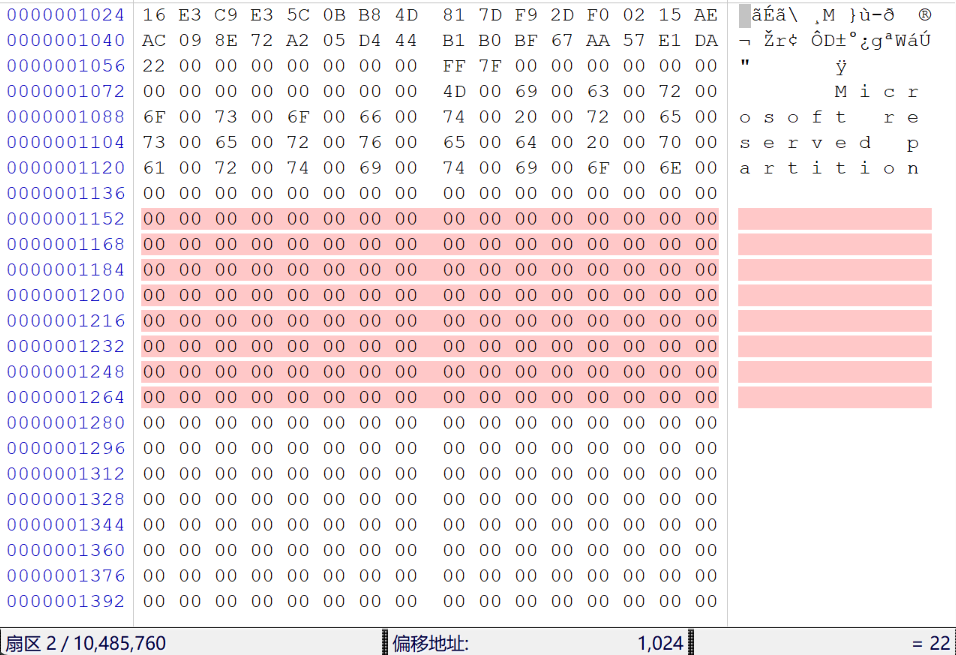 0000001024 16 E3 C9 E3 5C 0B B8 4D 81 7D F9 2D F0 02 15 AE ãÉã\ ¸M }ù-ð ®
0000001040 AC 09 8E 72 A2 05 D4 44 B1 B0 BF 67 AA 57 E1 DA ¬ Žr¢ ÔD±°¿gªWáÚ
0000001056 22 00 00 00 00 00 00 00 FF 7F 00 00 00 00 00 00 " ÿ
0000001072 00 00 00 00 00 00 00 00 4D 00 69 00 63 00 72 00 M i c r
0000001088 6F 00 73 00 6F 00 66 00 74 00 20 00 72 00 65 00 o s o f t r e
0000001104 73 00 65 00 72 00 76 00 65 00 64 00 20 00 70 00 s e r v e d p
0000001120 61 00 72 00 74 00 69 00 74 00 69 00 6F 00 6E 00 a r t i t i o n
0000001136 00 00 00 00 00 00 00 00 00 00 00 00 00 00 00 00
0000001152 00 00 00 00 00 00 00 00 00 00 00 00 00 00 00 00
0000001168 00 00 00 00 00 00 00 00 00 00 00 00 00 00 00 00
0000001184 00 00 00 00 00 00 00 00 00 00 00 00 00 00 00 00
0000001200 00 00 00 00 00 00 00 00 00 00 00 00 00 00 00 00
0000001216 00 00 00 00 00 00 00 00 00 00 00 00 00 00 00 00
0000001232 00 00 00 00 00 00 00 00 00 00 00 00 00 00 00 00
0000001248 00 00 00 00 00 00 00 00 00 00 00 00 00 00 00 00
0000001264 00 00 00 00 00 00 00 00 00 00 00 00 00 00 00 00
0000001280 00 00 00 00 00 00 00 00 00 00 00 00 00 00 00 00
0000001296 00 00 00 00 00 00 00 00 00 00 00 00 00 00 00 00
0000001312 00 00 00 00 00 00 00 00 00 00 00 00 00 00 00 00
0000001328 00 00 00 00 00 00 00 00 00 00 00 00 00 00 00 00
0000001344 00 00 00 00 00 00 00 00 00 00 00 00 00 00 00 00
0000001360 00 00 00 00 00 00 00 00 00 00 00 00 00 00 00 00
0000001376 00 00 00 00 00 00 00 00 00 00 00 00 00 00 00 00
0000001392 00 00 00 00 00 00 00 00 00 00 00 00 00 00 00 00
扇区 2 / 10,485,760 偏移地址: 1,024 = 22